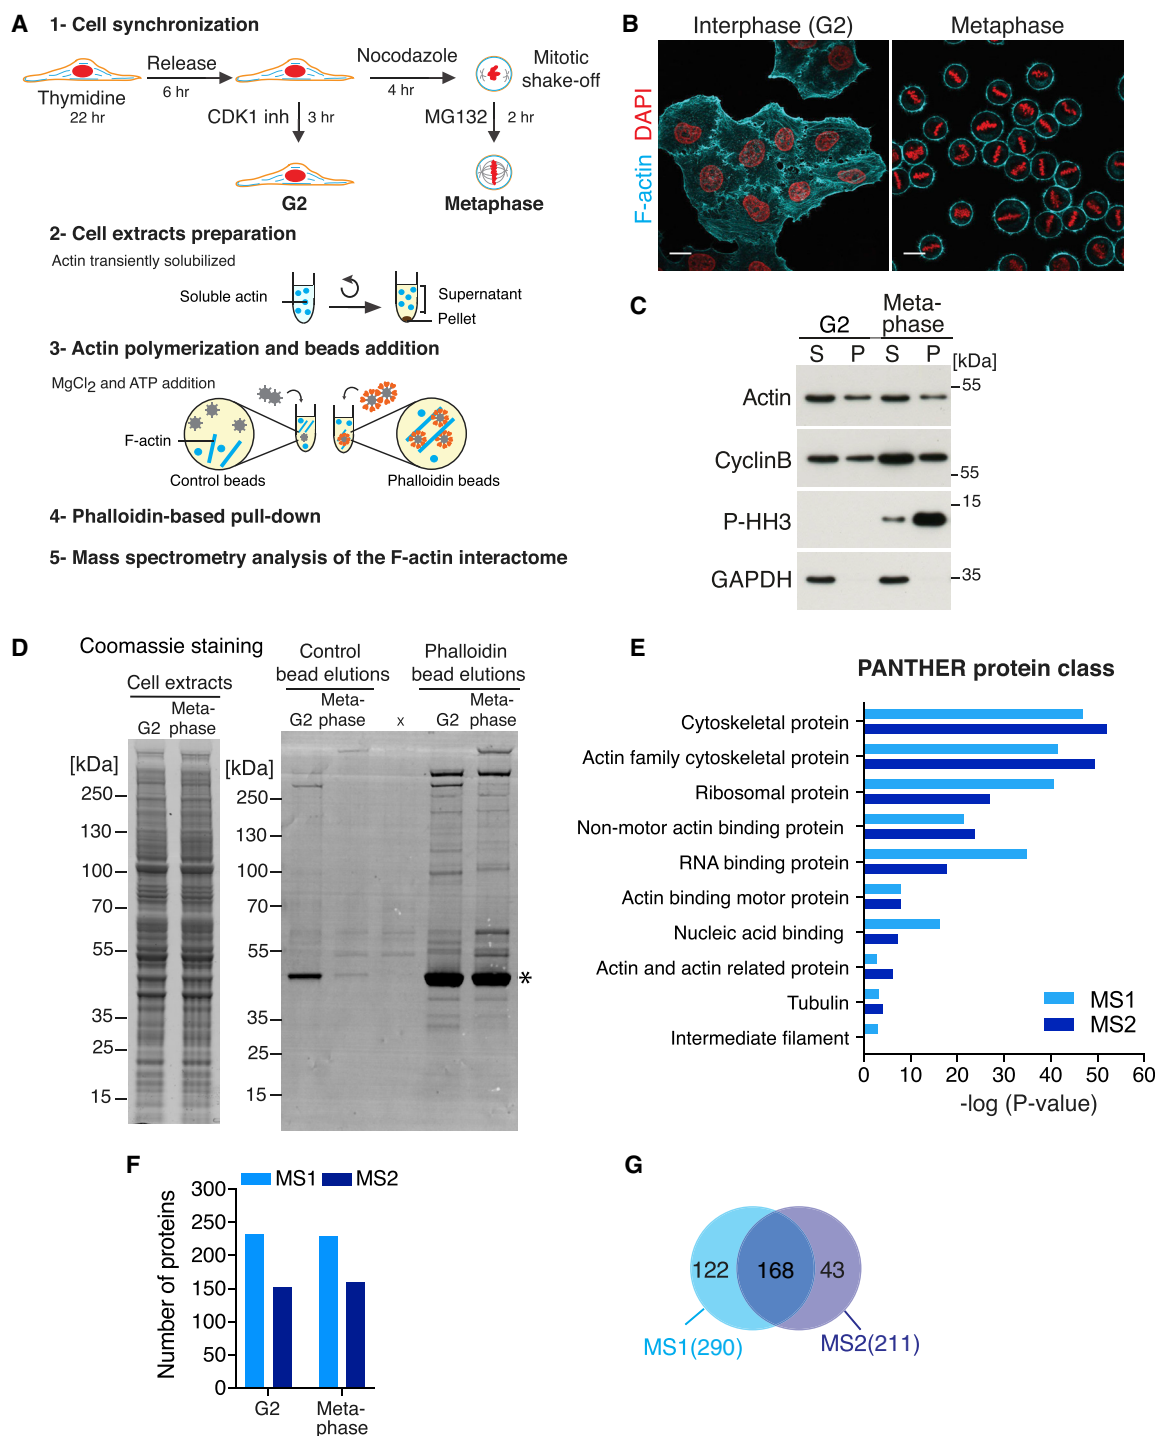 A
1- Cell synchronization
Release
6 hr
Nocodazole
4 hr
Mitotic
shake-off
Thymidine
22 hr
CDK1 inh
3 hr
MG132
2 hr
G2
Metaphase
2- Cell extracts preparation
Actin transiently solubilized
Soluble actin
Supernatant
Pellet
3- Actin polymerization and beads addition
MgCl2 and ATP addition
F-actin
Control beads
Phalloidin beads
4- Phalloidin-based pull-down
5- Mass spectrometry analysis of the F-actin interactome
B
Interphase (G2)
Metaphase
F-actin DAPI
C
G2
Meta-
phase
S P S P
[kDa]
Actin
55
CyclinB
55
P-HH3
15
GAPDH
35
D
Coomassie staining
Cell extracts
G2
Meta-
phase
[kDa]
250
130
100
70
55
35
25
15
Control
bead elutions
Phalloidin
bead elutions
G2
Meta-
phase
x
G2
Meta-
phase
[kDa]
250
130
100
70
55
35
25
15
*
E
PANTHER protein class
Cytoskeletal protein
Actin family cytoskeletal protein
Ribosomal protein
Non-motor actin binding protein
RNA binding protein
Actin binding motor protein
Nucleic acid binding
Actin and actin related protein
Tubulin
Intermediate filament
MS1
MS2
0 10 20 30 40 50 60
-log (P-value)
F
MS1 MS2
Number of proteins
300
250
200
150
100
50
0
G2
Meta-
phase
G
122 168 43
MS1(290)
MS2(211)